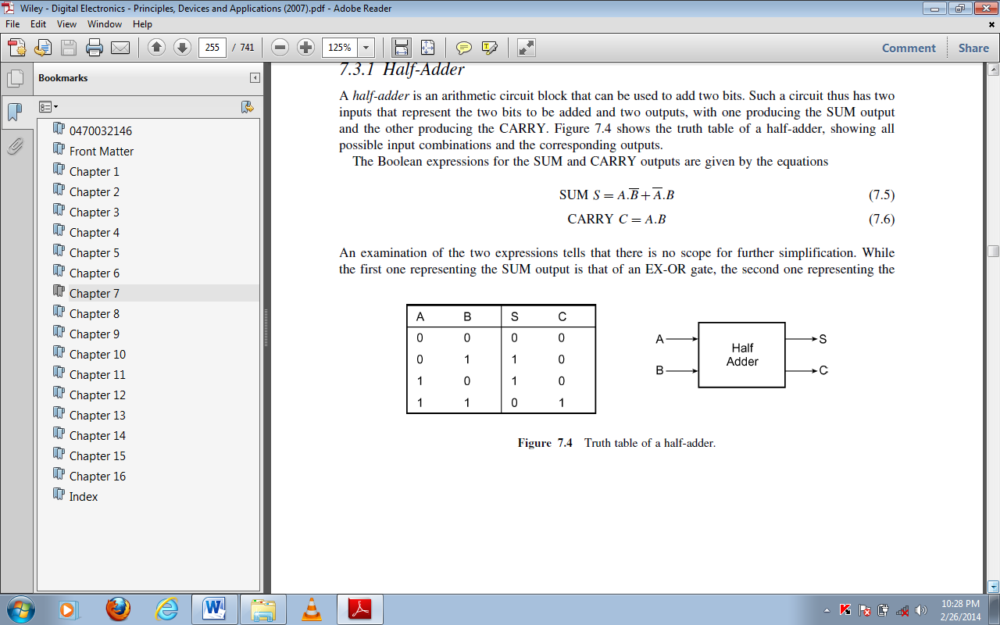 Wiley - Digital Electronics - Principles, Devices and Applications (2007).pdf - Adobe Reader
File Edit View Window Help
255 / 741 125% Comment Share
Bookmarks
0470032146
Front Matter
Chapter 1
Chapter 2
Chapter 3
Chapter 4
Chapter 5
Chapter 6
Chapter 7
Chapter 8
Chapter 9
Chapter 10
Chapter 11
Chapter 12
Chapter 13
Chapter 14
Chapter 15
Chapter 16
Index
7.3.1 Half-Adder
A half-adder is an arithmetic circuit block that can be used to add two bits. Such a circuit thus has two
inputs that represent the two bits to be added and two outputs, with one producing the SUM output
and the other producing the CARRY. Figure 7.4 shows the truth table of a half-adder, showing all
possible input combinations and the corresponding outputs.
The Boolean expressions for the SUM and CARRY outputs are given by the equations
SUM S = A.B̅ + A̅.B (7.5)
CARRY C = A.B (7.6)
An examination of the two expressions tells that there is no scope for further simplification. While
the first one representing the SUM output is that of an EX-OR gate, the second one representing the
A B S C
0 0 0 0
0 1 1 0
1 0 1 0
1 1 0 1
A S
Half
Adder
B C
Figure 7.4 Truth table of a half-adder.
10:28 PM
2/26/2014